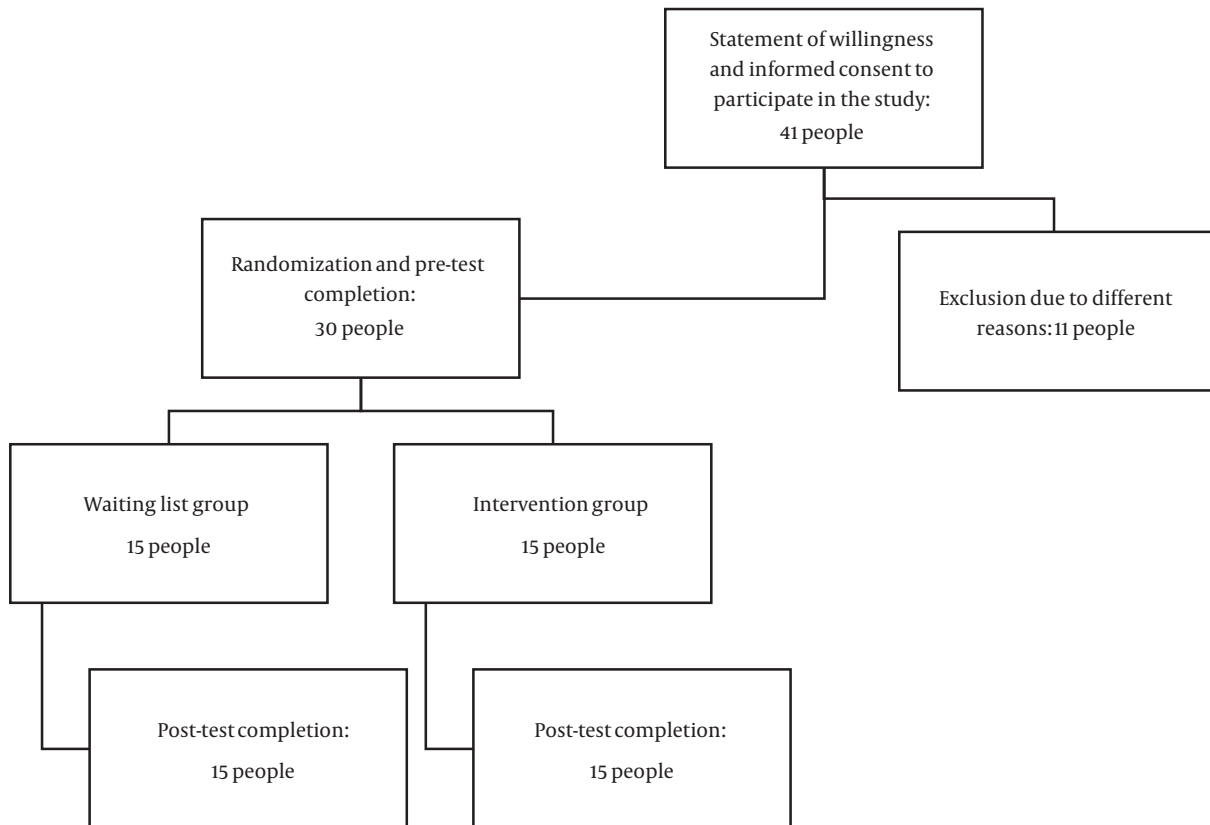 Statement of willingness
and informed consent to
participate in the study:
41 people
Randomization and pre-test
completion:
30 people
Exclusion due to different
reasons: 11 people
Waiting list group
15 people
Intervention group
15 people
Post-test completion:
15 people
Post-test completion:
15 people